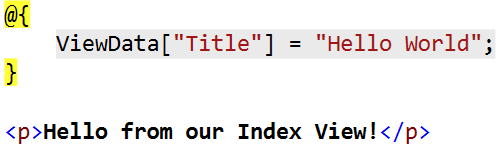 @{
    ViewData["Title"] = "Hello World";
}
<p>Hello from our Index View!</p>